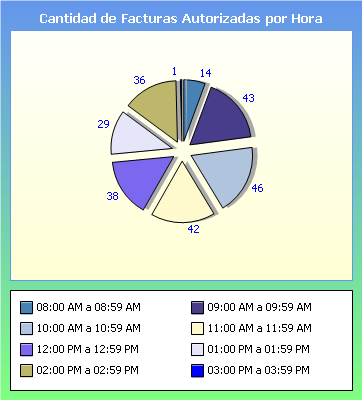 Cantidad de Facturas Autorizadas por Hora
1
14
36
43
29
46
38
42
08:00 AM a 08:59 AM
09:00 AM a 09:59 AM
10:00 AM a 10:59 AM
11:00 AM a 11:59 AM
12:00 PM a 12:59 PM
01:00 PM a 01:59 PM
02:00 PM a 02:59 PM
03:00 PM a 03:59 PM